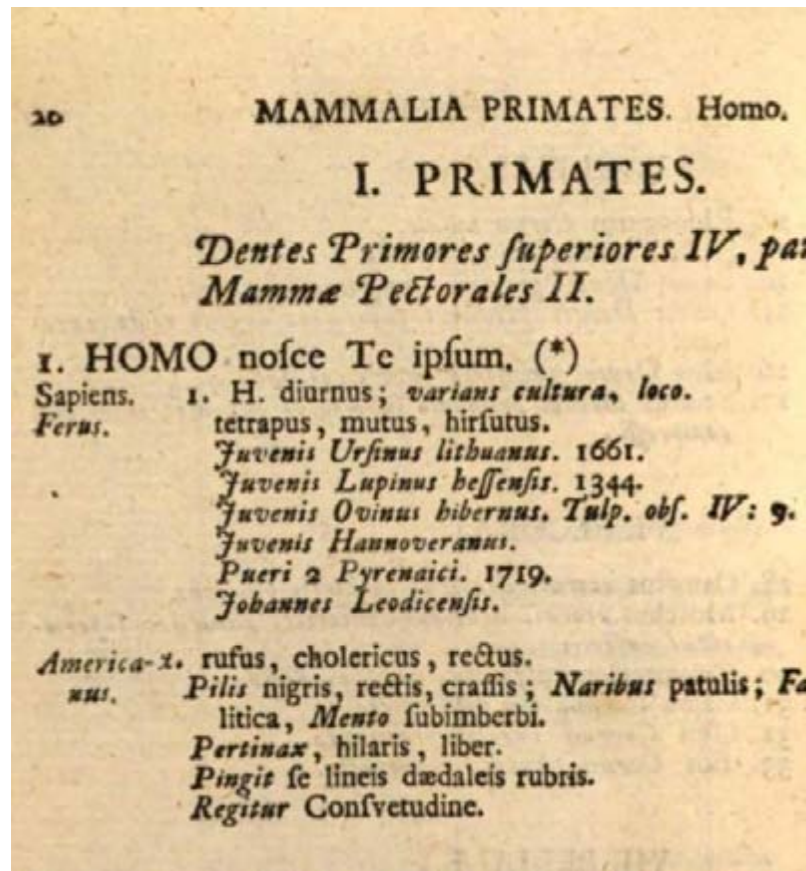 20 MAMMALIA PRIMATES. Homo.
I. PRIMATES.
Dentes Primores ſuperiores IV, par
Mammæ Pectorales II.
1. HOMO noſce Te ipſum. (*)
Sapiens. 1. H. diurnus; varians cultura, loco.
Ferus. tetrapus, mutus, hirſutus.
Juvenis Urſinus lithuanus. 1661.
Juvenis Lupinus heſſenſis. 1344.
Juvenis Ovinus hibernus. Tulp. obſ. IV: 9.
Juvenis Hannoveranus.
Pueri 2 Pyrenaici. 1719.
Johannes Leodicenſis.
America- α. rufus, cholericus, rectus.
nus. Pilis nigris, rectis, craſſis; Naribus patulis; Fa
litica, Mento ſubimberbi.
Pertinax, hilaris, liber.
Pingit ſe lineis dædaleis rubris.
Regitur Conſvetudine.